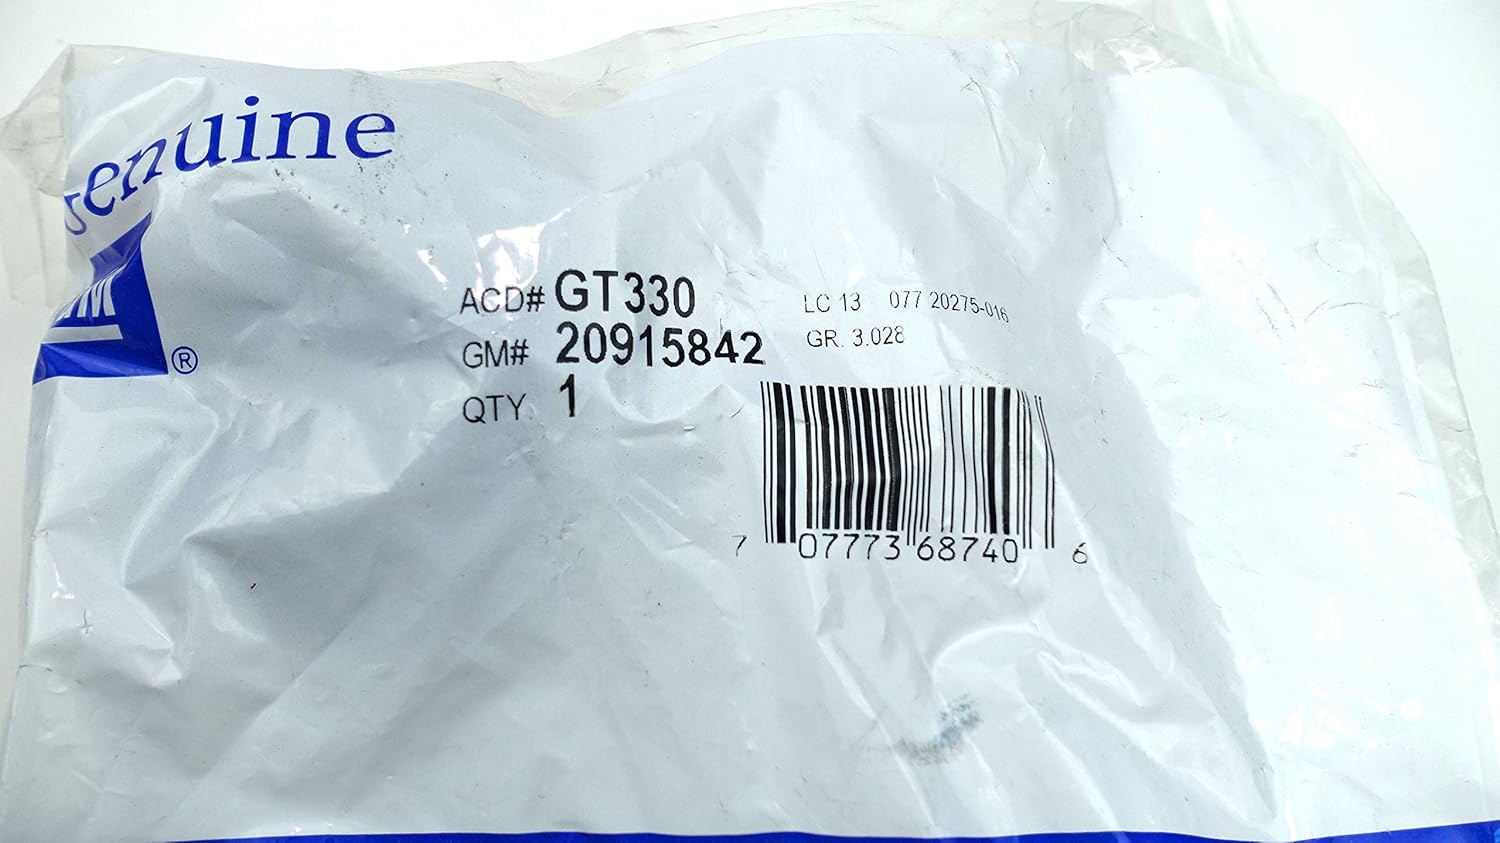 Genuine
GM
®
ACD# GT330
GM# 20915842
QTY. 1
LC 13 077 20275-016
GR. 3.028
7 07773 68740 6